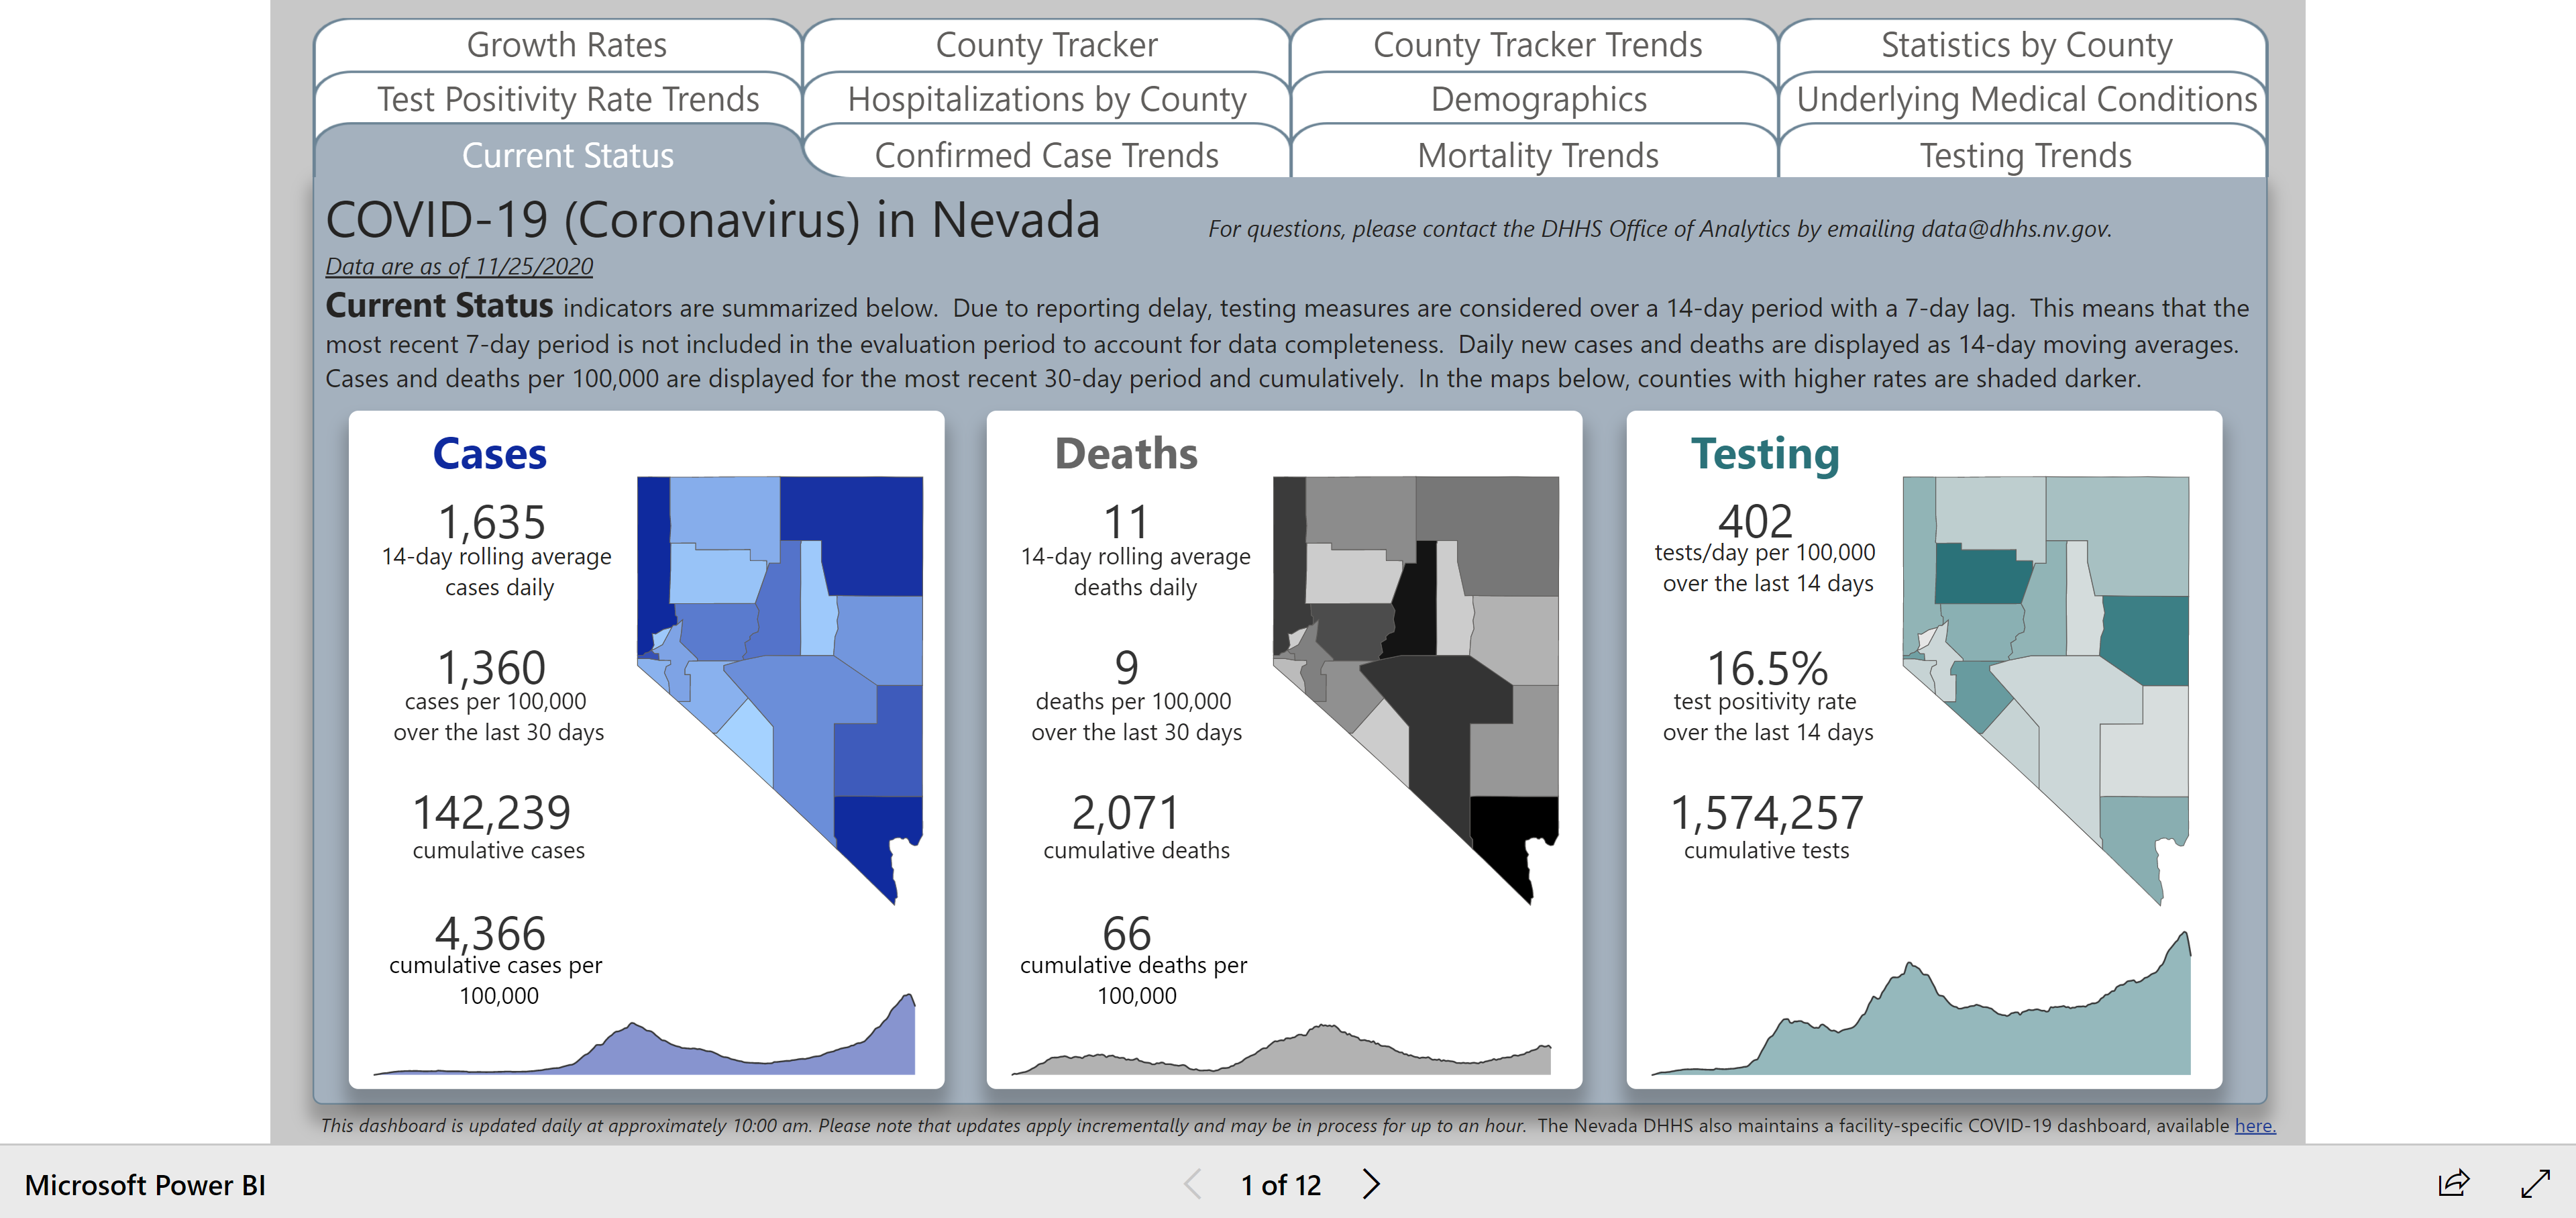 Growth Rates
County Tracker
County Tracker Trends
Statistics by County
Test Positivity Rate Trends
Hospitalizations by County
Demographics
Underlying Medical Conditions
Current Status
Confirmed Case Trends
Mortality Trends
Testing Trends
COVID-19 (Coronavirus) in Nevada
For questions, please contact the DHHS Office of Analytics by emailing data@dhhs.nv.gov.
Data are as of 11/25/2020
Current Status indicators are summarized below. Due to reporting delay, testing measures are considered over a 14-day period with a 7-day lag. This means that the
most recent 7-day period is not included in the evaluation period to account for data completeness. Daily new cases and deaths are displayed as 14-day moving averages.
Cases and deaths per 100,000 are displayed for the most recent 30-day period and cumulatively. In the maps below, counties with higher rates are shaded darker.
Cases
1,635
14-day rolling average
cases daily
1,360
cases per 100,000
over the last 30 days
142,239
cumulative cases
4,366
cumulative cases per
100,000
Deaths
11
14-day rolling average
deaths daily
9
deaths per 100,000
over the last 30 days
2,071
cumulative deaths
66
cumulative deaths per
100,000
Testing
402
tests/day per 100,000
over the last 14 days
16.5%
test positivity rate
over the last 14 days
1,574,257
cumulative tests
This dashboard is updated daily at approximately 10:00 am. Please note that updates apply incrementally and may be in process for up to an hour. The Nevada DHHS also maintains a facility-specific COVID-19 dashboard, available here.
Microsoft Power BI
1 of 12